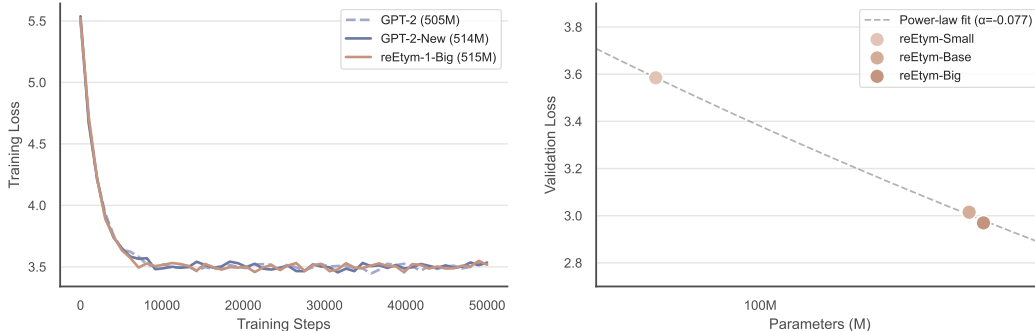 5.5
5.0
4.5
4.0
3.5
Training Loss
0
10000
20000
30000
40000
50000
Training Steps
GPT-2 (505M)
GPT-2-New (514M)
reEtym-1-Big (515M)
3.8
3.6
3.4
3.2
3.0
2.8
Validation Loss
100M
Parameters (M)
Power-law fit (α=-0.077)
reEtym-Small
reEtym-Base
reEtym-Big